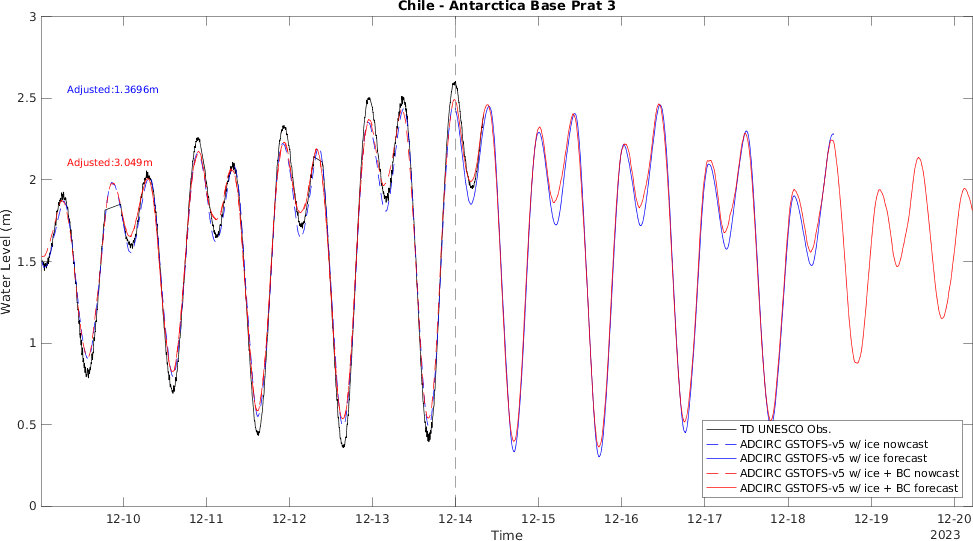 Chile - Antarctica Base Prat 3
3
2.5
2
1.5
1
0.5
0
Water Level (m)
Adjusted:1.3696m
Adjusted:3.049m
TD UNESCO Obs.
ADCIRC GSTOFS-v5 w/ ice nowcast
ADCIRC GSTOFS-v5 w/ ice forecast
ADCIRC GSTOFS-v5 w/ ice + BC nowcast
ADCIRC GSTOFS-v5 w/ ice + BC forecast
12-10 12-11 12-12 12-13 12-14 12-15 12-16 12-17 12-18 12-19 12-20
Time 2023